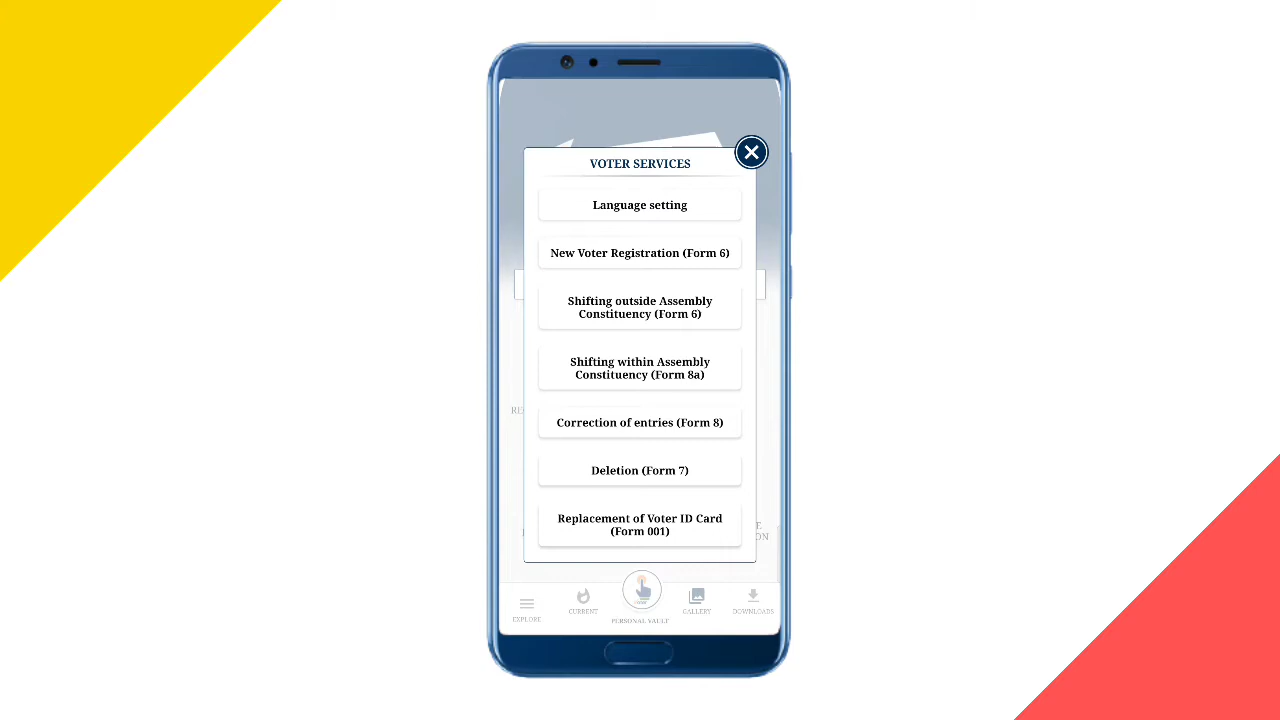 VOTER SERVICES
Language setting
New Voter Registration (Form 6)
Shifting outside Assembly
Constituency (Form 6)
Shifting within Assembly
Constituency (Form 8a)
Correction of entries (Form 8)
Deletion (Form 7)
Replacement of Voter ID Card
(Form 001)
EXPLORE
CURRENT
PERSONAL VAULT
GALLERY
DOWNLOADS